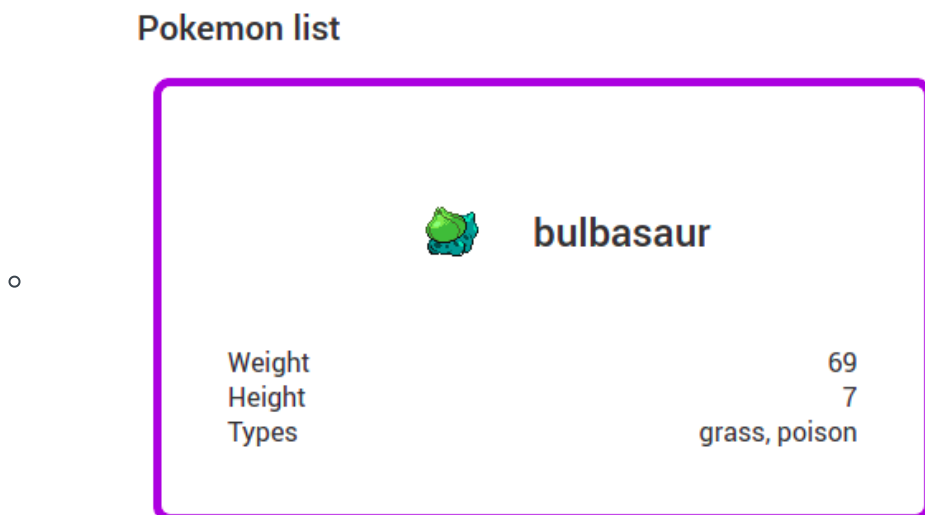 Pokemon list
bulbasaur
Weight 69
Height 7
Types grass, poison